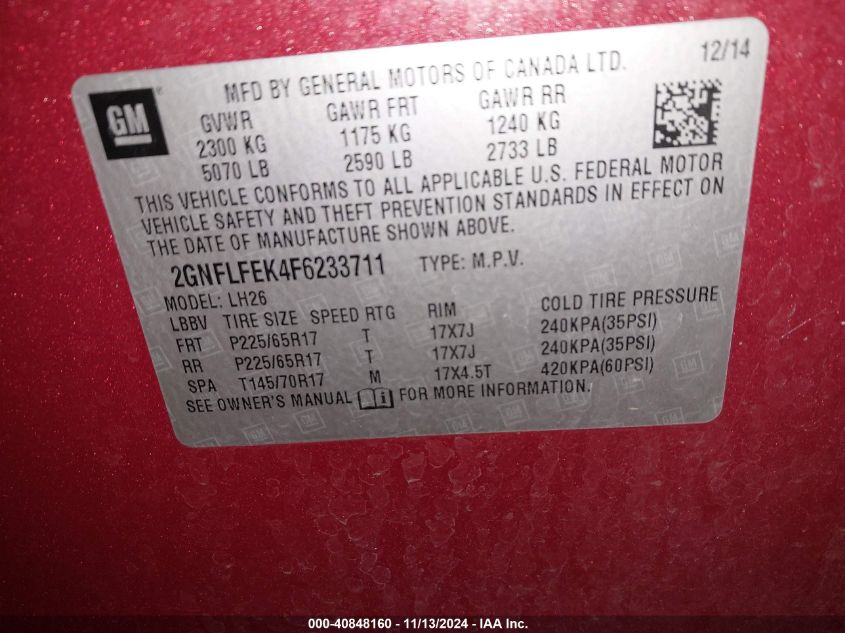 GM ®
MFD BY GENERAL MOTORS OF CANADA LTD. 12/14
GVWR GAWR FRT GAWR RR
2300 KG 1175 KG 1240 KG
5070 LB 2590 LB 2733 LB
THIS VEHICLE CONFORMS TO ALL APPLICABLE U.S. FEDERAL MOTOR
VEHICLE SAFETY AND THEFT PREVENTION STANDARDS IN EFFECT ON
THE DATE OF MANUFACTURE SHOWN ABOVE.
2GNFLFEK4F6233711 TYPE: M.P.V.
MODEL: LH26
LBBV TIRE SIZE SPEED RTG RIM COLD TIRE PRESSURE
FRT P225/65R17 T 17X7J 240KPA(35PSI)
RR P225/65R17 T 17X7J 240KPA(35PSI)
SPA T145/70R17 M 17X4.5T 420KPA(60PSI)
SEE OWNER'S MANUAL FOR MORE INFORMATION.
000-40848160 - 11/13/2024 - IAA Inc.